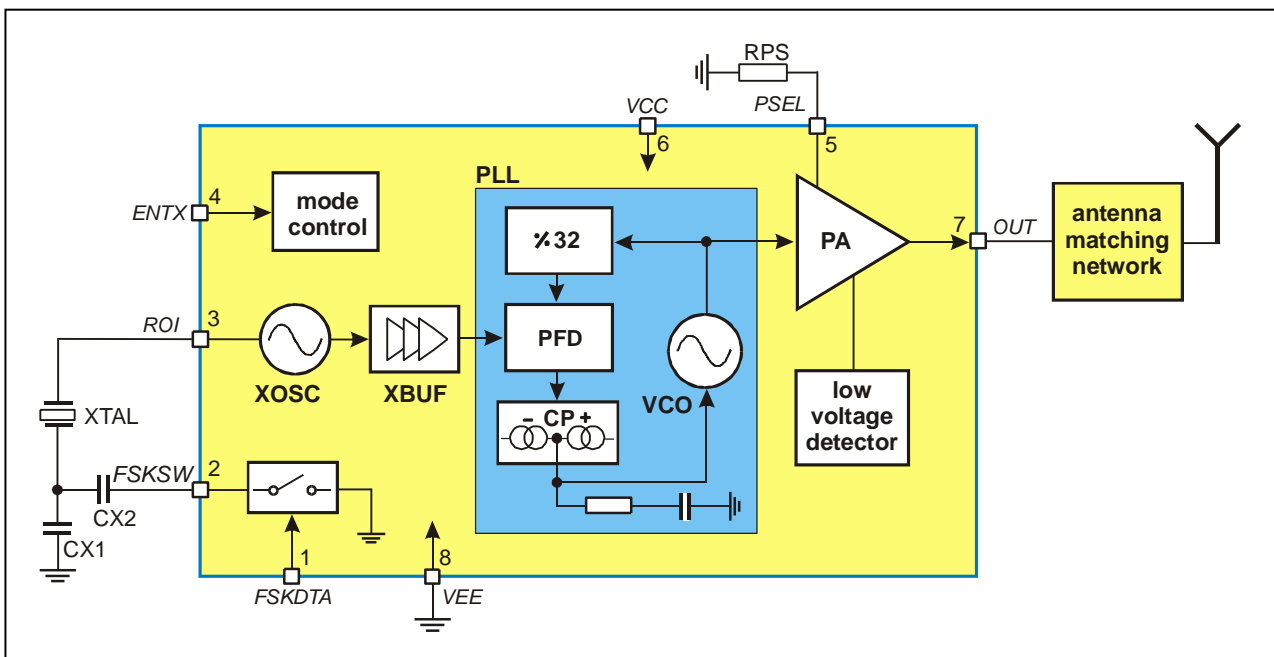 RPS
VCC
PSEL
6
5
PLL
4
ENTX
mode
control
٪ 32
PA
7
OUT
antenna
matching
network
3
ROI
XOSC
XBUF
PFD
VCO
low
voltage
detector
- CP +
XTAL
FSKSW
2
CX2
CX1
1
8
FSKDTA
VEE